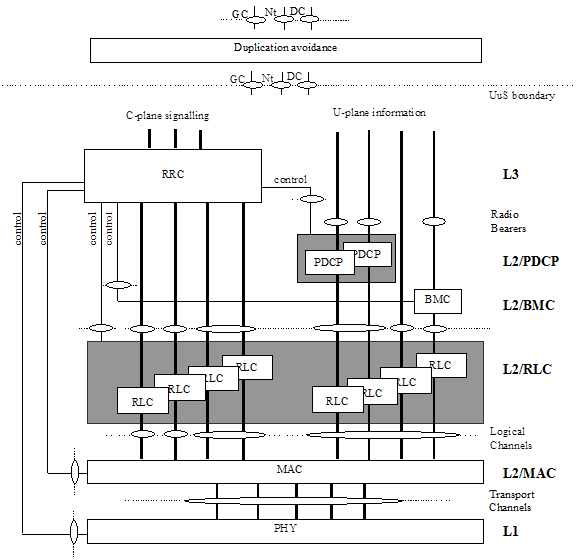 GC Nt DC
Duplication avoidance
GC Nt DC
UuS boundary
C-plane signalling
U-plane information
RRC
control
L3
control
control
control
control
Radio
Bearers
PDCP
PDCP
L2/PDCP
BMC
L2/BMC
RLC
RLC
RLC
RLC
RLC
RLC
RLC
RLC
L2/RLC
Logical
Channels
MAC
L2/MAC
Transport
Channels
PHY
L1